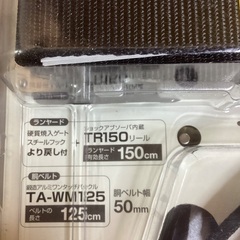 ランヤード
硬質焼入ゲート
スチールフック
より戻し付
+
ショックアブソーバ内蔵
TR150リール
ランヤード
有効長さ 150cm
胴ベルト
鍛造アルミワンタッチバックル
TA-WM125
ベルトの
長さ 125cm
胴ベルト幅
50mm